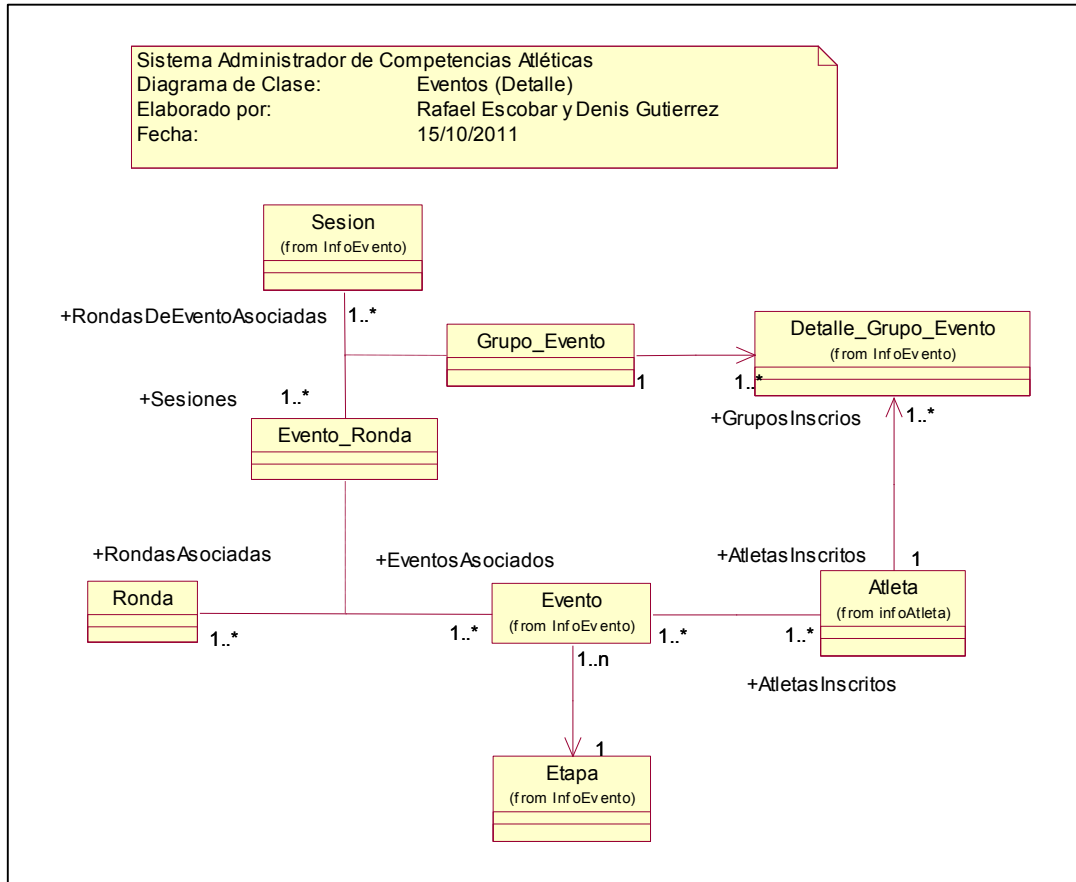 Sistema Administrador de Competencias Atléticas
Diagrama de Clase: Eventos (Detalle)
Elaborado por: Rafael Escobar y Denis Gutierrez
Fecha: 15/10/2011
Sesion
(from InfoEvento)
+RondasDeEventoAsociadas
1..*
Grupo_Evento
1
Detalle_Grupo_Evento
(from InfoEvento)
1..*
+Sesiones
1..*
+GruposInscrios
1..*
Evento_Ronda
+RondasAsociadas
+EventosAsociados
+AtletasInscritos
1
Ronda
1..*
Evento
(from InfoEvento)
1..*
1..*
Atleta
(from infoAtleta)
1..*
1..n
+AtletasInscritos
1
Etapa
(from InfoEvento)